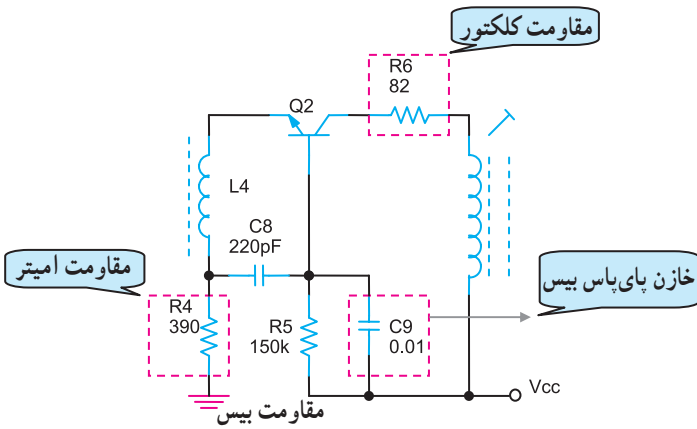 مقاومت کلکتور
R6
82
Q2
L4
C8
220pF
مقاومت امیتر
خازن پای‌پاس بیس
R4
390
R5
150k
C9
0.01
Vcc
مقاومت بیس